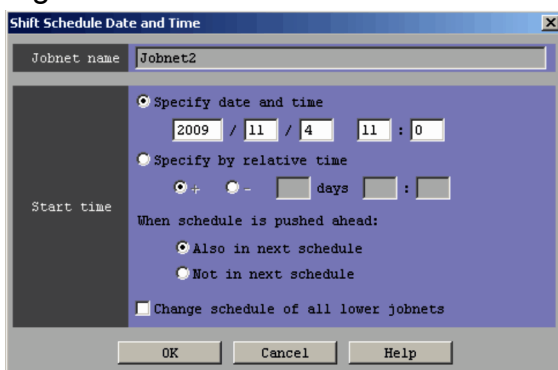 Shift Schedule Date and Time
Jobnet name Jobnet2
Start time
Specify date and time
2009 / 11 / 4 11 : 0
Specify by relative time
+ - days :
When schedule is pushed ahead:
Also in next schedule
Not in next schedule
Change schedule of all lower jobnets
OK Cancel Help